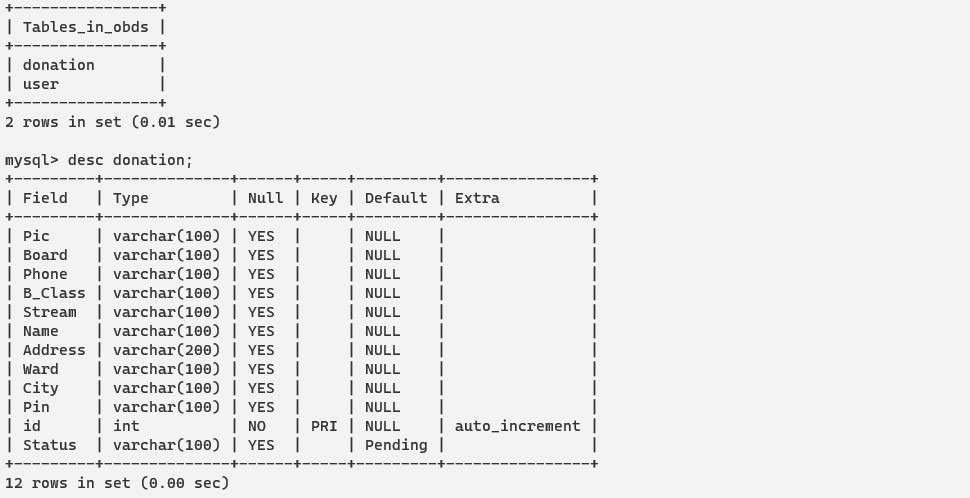 +----------------+
| Tables_in_obds |
+----------------+
| donation       |
| user           |
+----------------+
2 rows in set (0.01 sec)

mysql> desc donation;
+---------+--------------+------+-----+---------+----------------+
| Field   | Type         | Null | Key | Default | Extra          |
+---------+--------------+------+-----+---------+----------------+
| Pic     | varchar(100) | YES  |     | NULL    |                |
| Board   | varchar(100) | YES  |     | NULL    |                |
| Phone   | varchar(100) | YES  |     | NULL    |                |
| B_Class | varchar(100) | YES  |     | NULL    |                |
| Stream  | varchar(100) | YES  |     | NULL    |                |
| Name    | varchar(100) | YES  |     | NULL    |                |
| Address | varchar(200) | YES  |     | NULL    |                |
| Ward    | varchar(100) | YES  |     | NULL    |                |
| City    | varchar(100) | YES  |     | NULL    |                |
| Pin     | varchar(100) | YES  |     | NULL    |                |
| id      | int          | NO   | PRI | NULL    | auto_increment |
| Status  | varchar(100) | YES  |     | Pending |                |
+---------+--------------+------+-----+---------+----------------+
12 rows in set (0.00 sec)